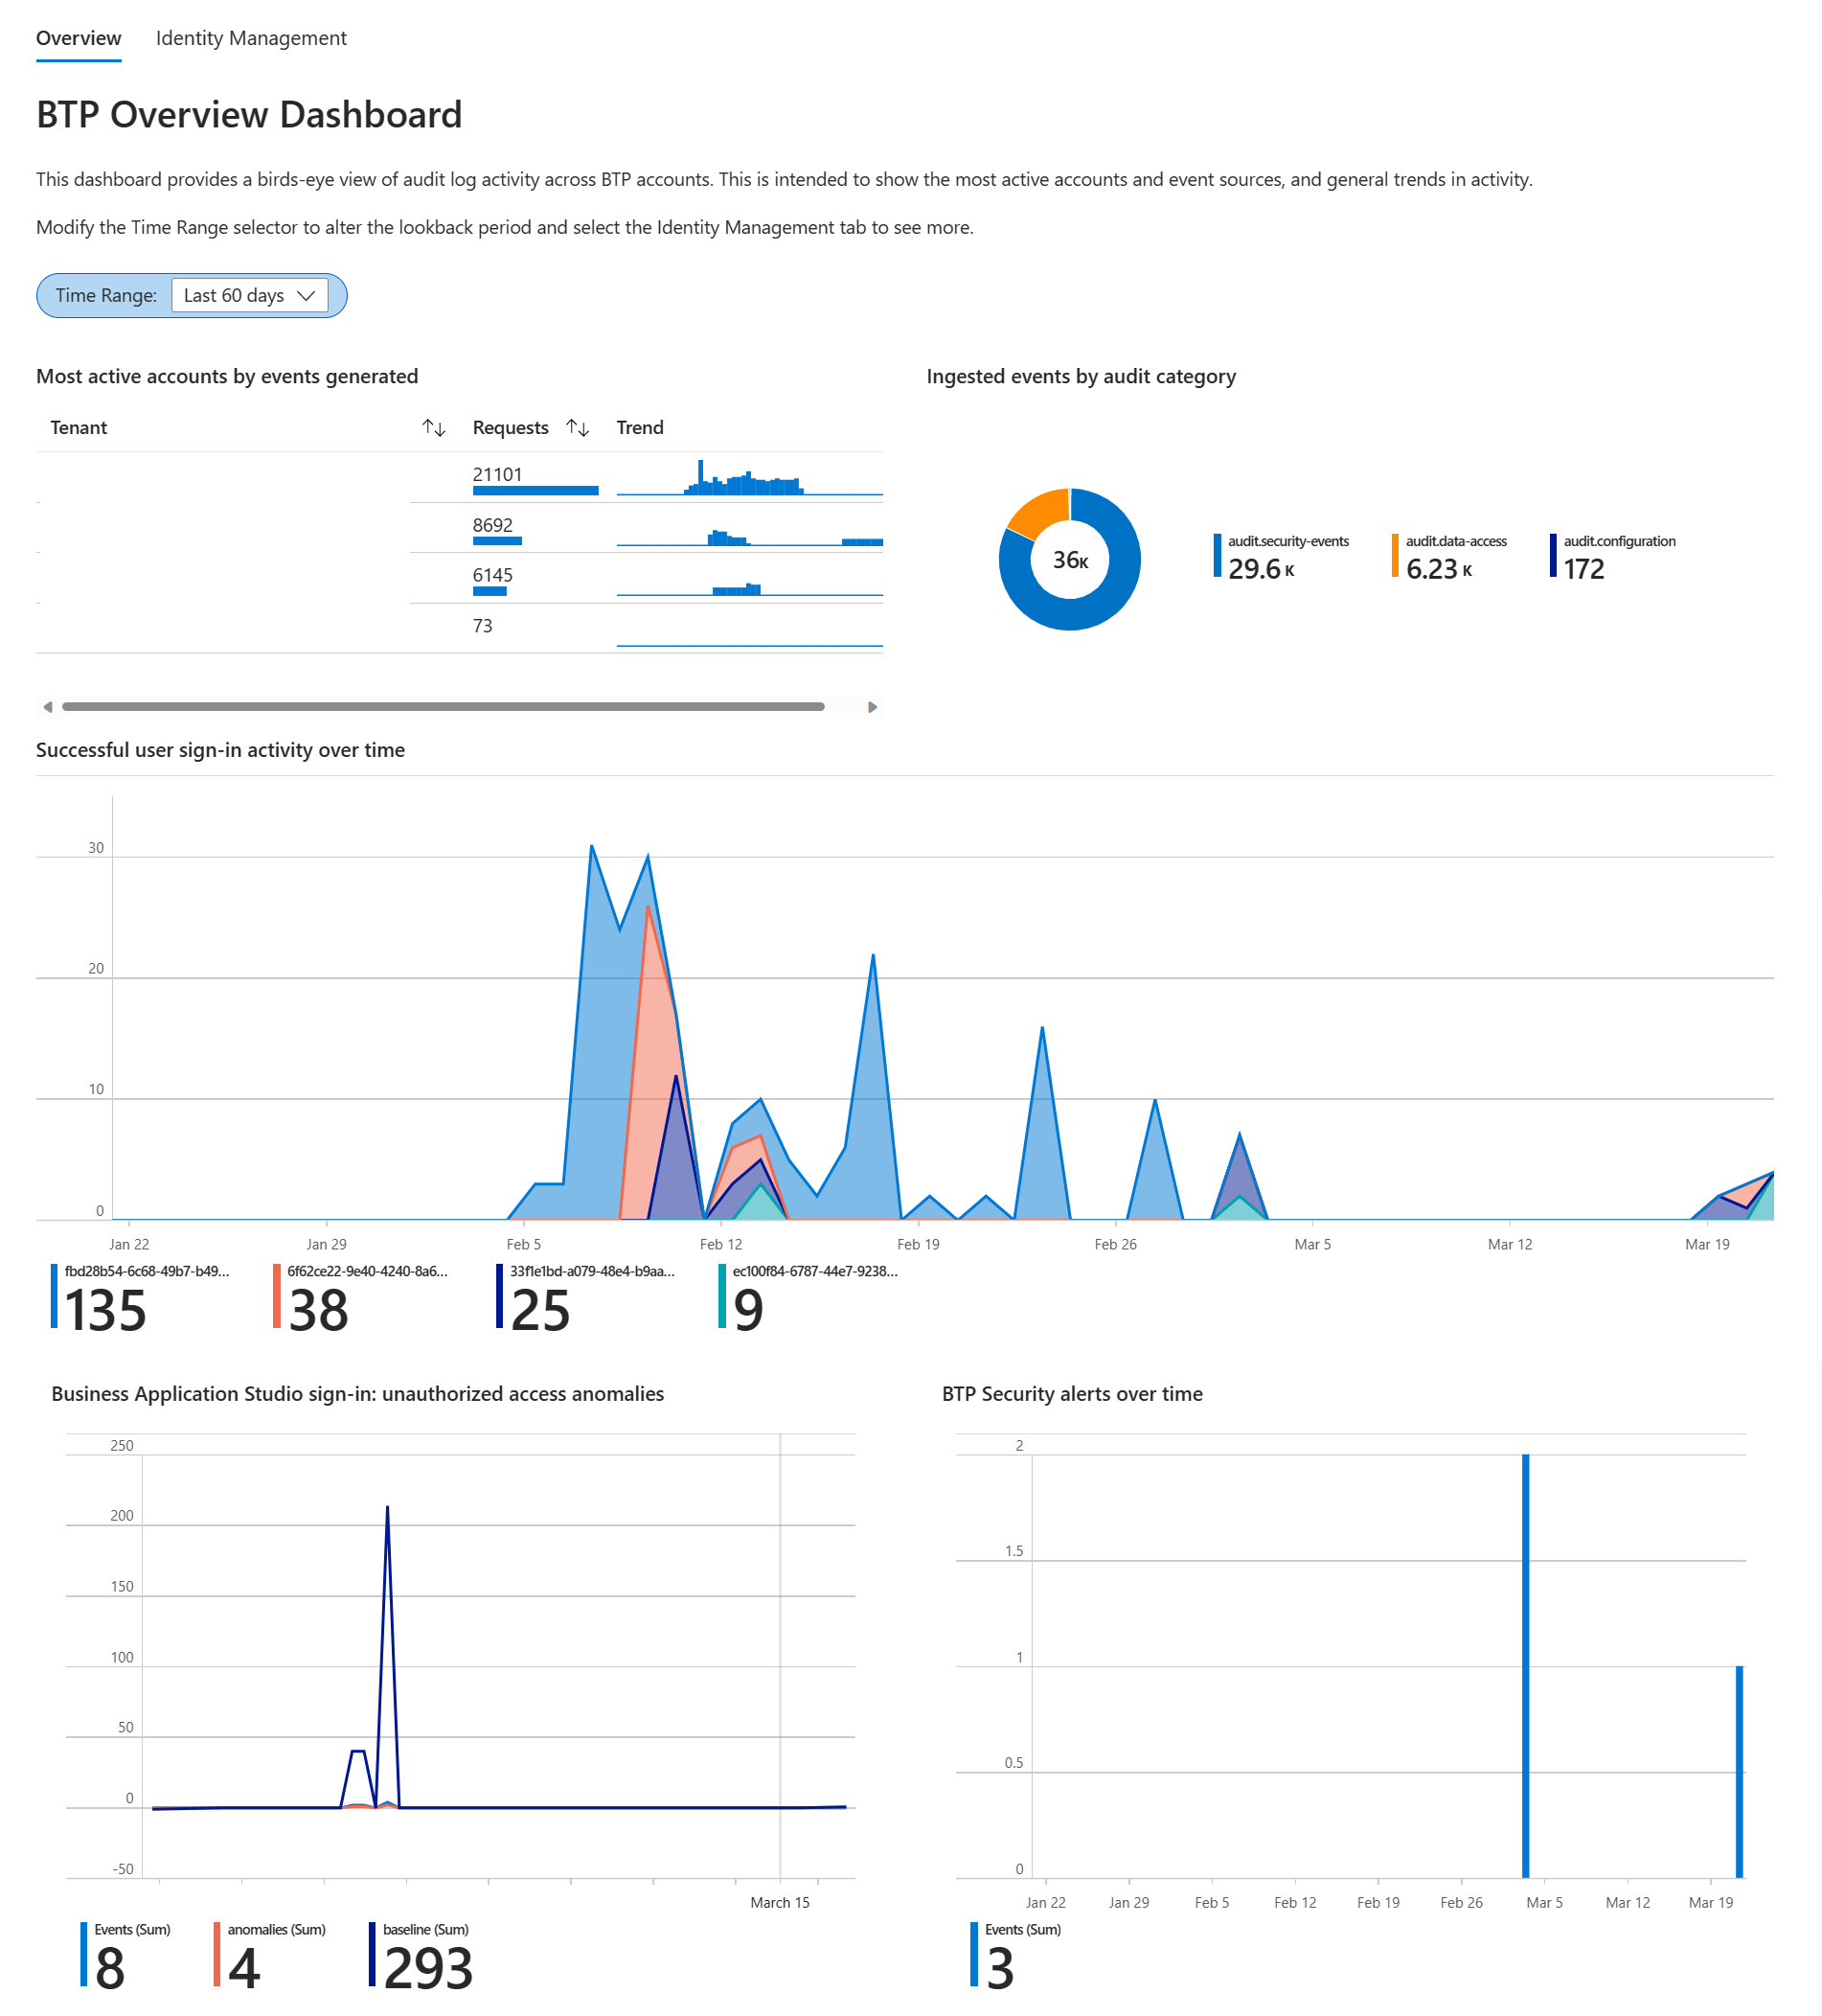 Overview Identity Management
BTP Overview Dashboard
This dashboard provides a birds-eye view of audit log activity across BTP accounts. This is intended to show the most active accounts and event sources, and general trends in activity.
Modify the Time Range selector to alter the lookback period and select the Identity Management tab to see more.
Time Range: Last 60 days
Most active accounts by events generated
Tenant Requests Trend
21101
8692
6145
73
Ingested events by audit category
36K
audit.security-events
29.6 K
audit.data-access
6.23 K
audit.configuration
172
Successful user sign-in activity over time
30
20
10
0
Jan 22 Jan 29 Feb 5 Feb 12 Feb 19 Feb 26 Mar 5 Mar 12 Mar 19
fbd28b54-6c68-49b7-b49...
135
6f62ce22-9e40-4240-8a6...
38
33f1e1bd-a079-48e4-b9aa...
25
ec100f84-6787-44e7-9238...
9
Business Application Studio sign-in: unauthorized access anomalies
250
200
150
100
50
0
-50
March 15
Events (Sum)
8
anomalies (Sum)
4
baseline (Sum)
293
BTP Security alerts over time
2
1.5
1
0.5
0
Jan 22 Jan 29 Feb 5 Feb 12 Feb 19 Feb 26 Mar 5 Mar 12 Mar 19
Events (Sum)
3